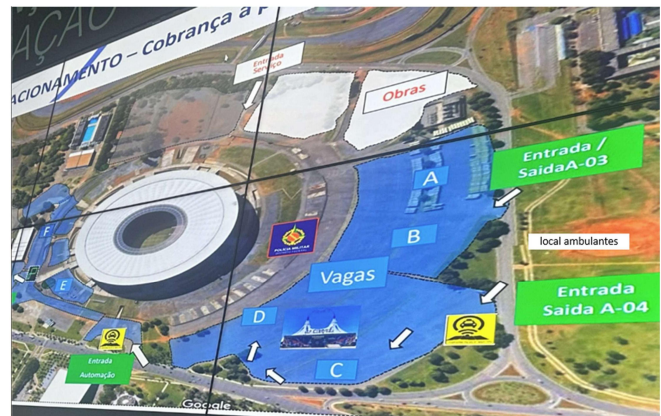 AÇÃO
ACIONAMENTO – Cobrança a p
Entrada
Serviço
Obras
Entrada /
SaidaA-03
A
B
local ambulantes
POLÍCIA MILITAR
Vagas
F
E
D
C
Entrada
Saida A-04
Entrada
Automação
Google